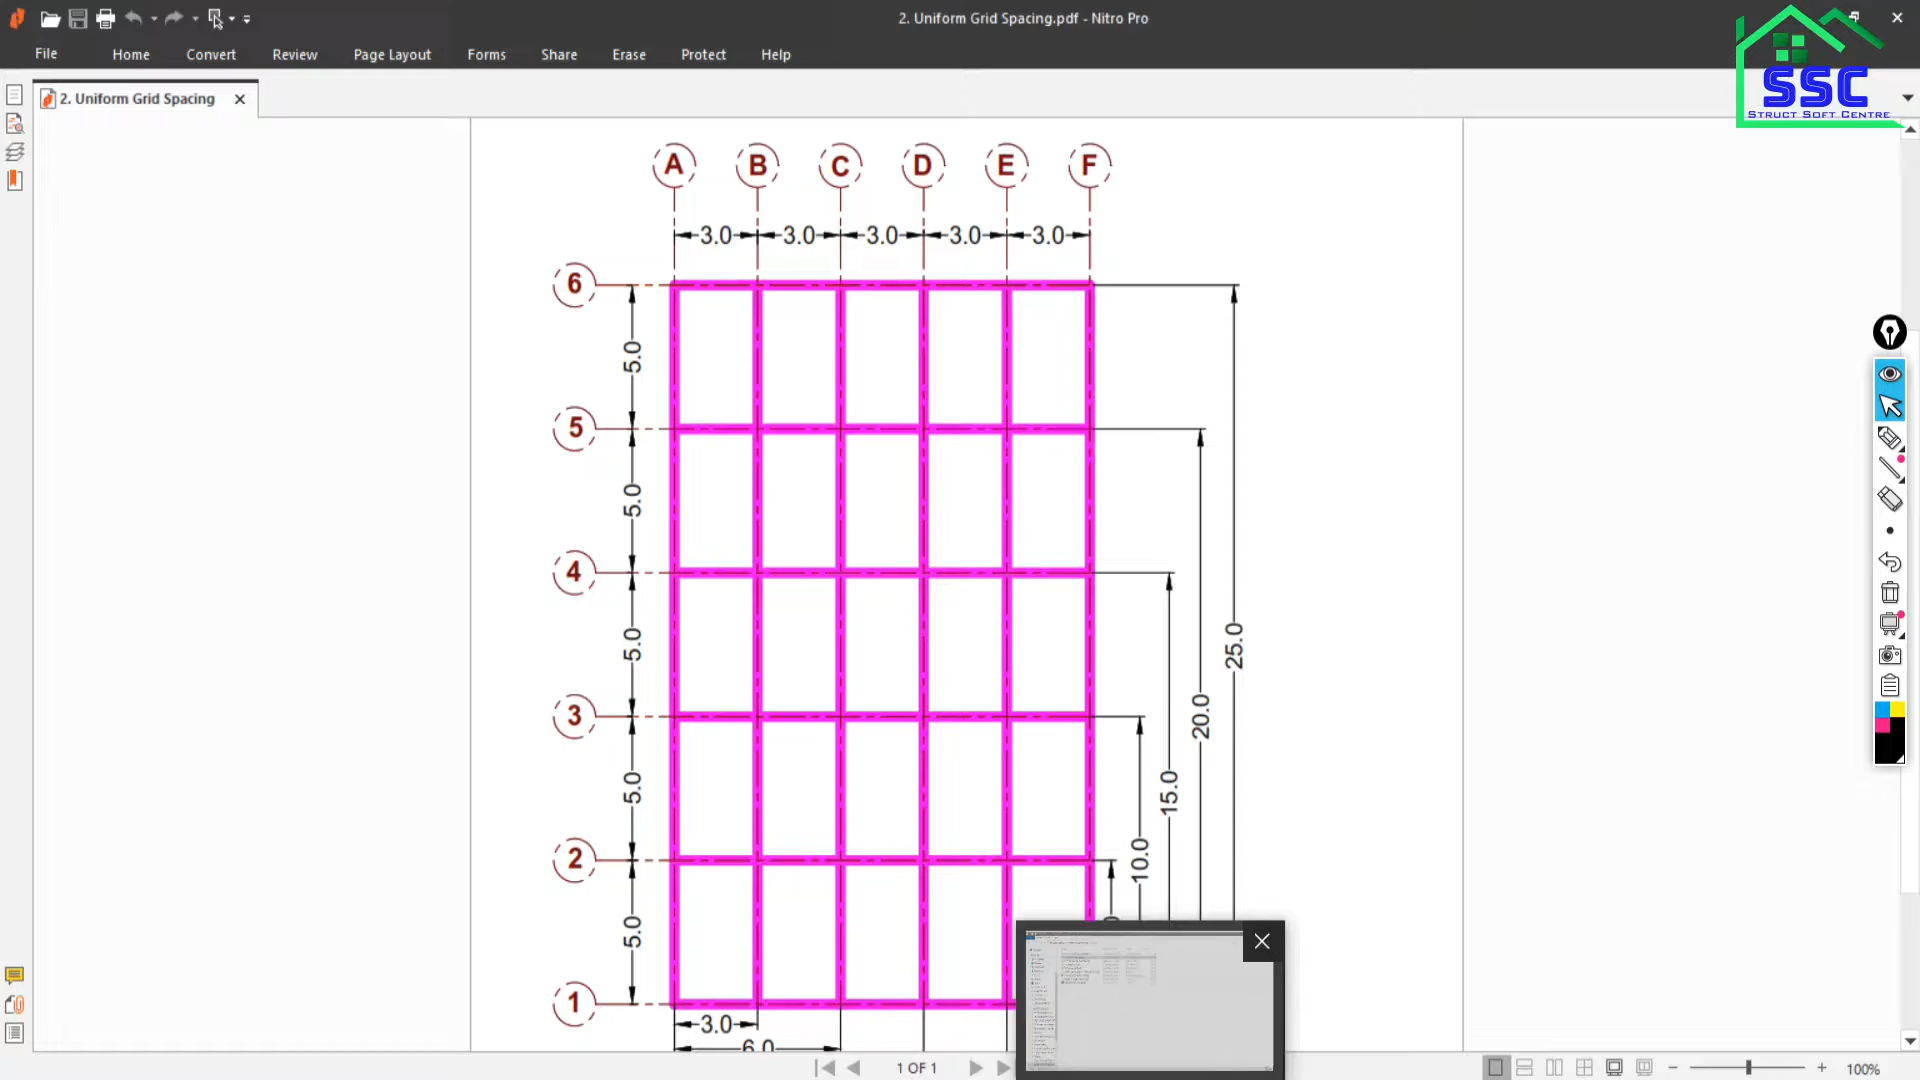 2. Uniform Grid Spacing.pdf - Nitro Pro
File Home Convert Review Page Layout Forms Share Erase Protect Help
SSC
STRUCT SOFT CENTRE
2. Uniform Grid Spacing
A B C D E F
3.0 3.0 3.0 3.0 3.0
6
5.0
5
5.0
4
5.0
3
5.0
2
5.0
1
25.0
20.0
15.0
10.0
3.0
6.0
1 OF 1
100%